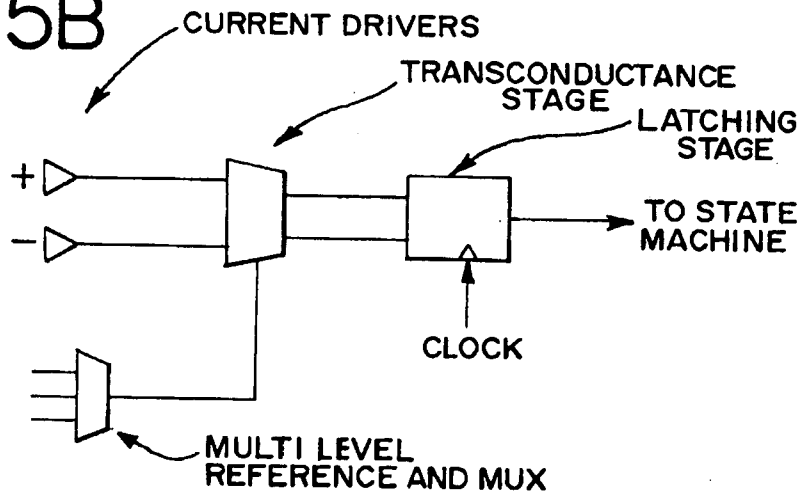 5B
CURRENT DRIVERS
TRANSCONDUCTANCE
STAGE
LATCHING
STAGE
+
-
TO STATE
MACHINE
CLOCK
MULTI LEVEL
REFERENCE AND MUX